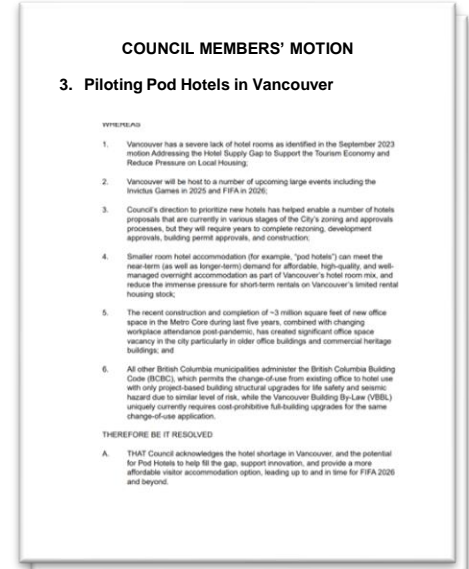 COUNCIL MEMBERS' MOTION
3. Piloting Pod Hotels in Vancouver
WHEREAS
1. Vancouver has a severe lack of hotel rooms as identified in the September 2023
motion Addressing the Hotel Supply Gap to Support the Tourism Economy and
Reduce Pressure on Local Housing;
2. Vancouver will be host to a number of upcoming large events including the
Invictus Games in 2025 and FIFA in 2026;
3. Council's direction to prioritize new hotels has helped enable a number of hotels
proposals that are currently in various stages of the City's zoning and approvals
processes, but they will require years to complete rezoning, development
approvals, building permit approvals, and construction;
4. Smaller room hotel accommodation (for example, "pod hotels") can meet the
near-term (as well as longer-term) demand for affordable, high-quality, and well-
managed overnight accommodation as part of Vancouver's hotel room mix, and
reduce the immense pressure for short-term rentals on Vancouver's limited rental
housing stock;
5. The recent construction and completion of ~3 million square feet of new office
space in the Metro Core during last five years, combined with changing
workplace attendance post-pandemic, has created significant office space
vacancy in the city particularly in older office buildings and commercial heritage
buildings; and
6. All other British Columbia municipalities administer the British Columbia Building
Code (BCBC), which permits the change-of-use from existing office to hotel use
with only project-based building structural upgrades for life safety and seismic
hazard due to similar level of risk, while the Vancouver Building By-Law (VBBL)
uniquely currently requires cost-prohibitive full-building upgrades for the same
change-of-use application.
THEREFORE BE IT RESOLVED
A. THAT Council acknowledges the hotel shortage in Vancouver, and the potential
for Pod Hotels to help fill the gap, support innovation, and provide a more
affordable visitor accommodation option, leading up to and in time for FIFA 2026
and beyond.